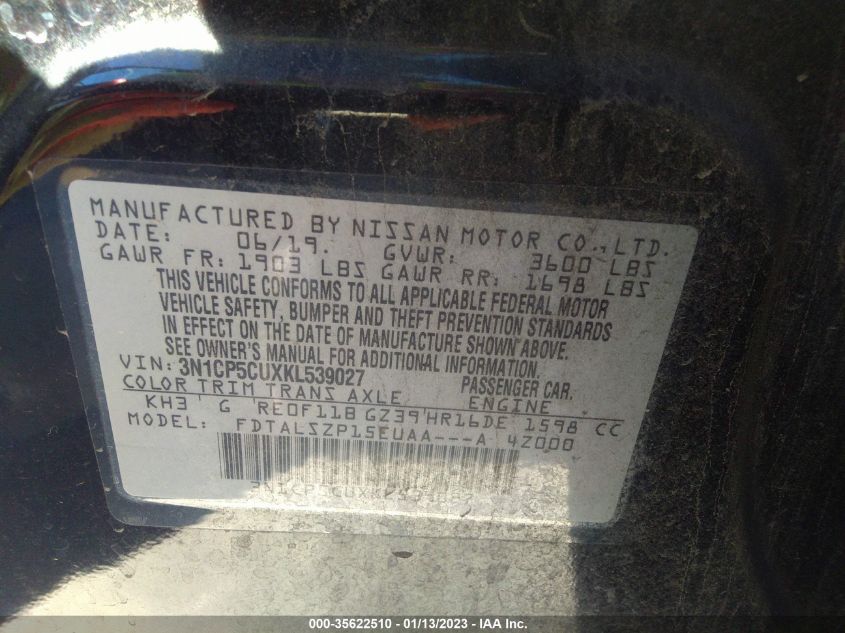 MANUFACTURED BY NISSAN MOTOR CO., LTD.
DATE: 06/19. GVWR: 3600 LBS
GAWR FR: 1903 LBS GAWR RR: 1698 LBS
THIS VEHICLE CONFORMS TO ALL APPLICABLE FEDERAL MOTOR
VEHICLE SAFETY, BUMPER AND THEFT PREVENTION STANDARDS
IN EFFECT ON THE DATE OF MANUFACTURE SHOWN ABOVE.
SEE OWNER'S MANUAL FOR ADDITIONAL INFORMATION.
VIN: 3N1CP5CUXKL539027 PASSENGER CAR.
COLOR TRIM TRANS AXLE ENGINE
KH3 G RE0F11B GZ39 HR16DE 1598 CC
MODEL: FDTALSZP15EUAA---A 4Z000
000-35622510 / 01/13/2023 - IAA Inc.